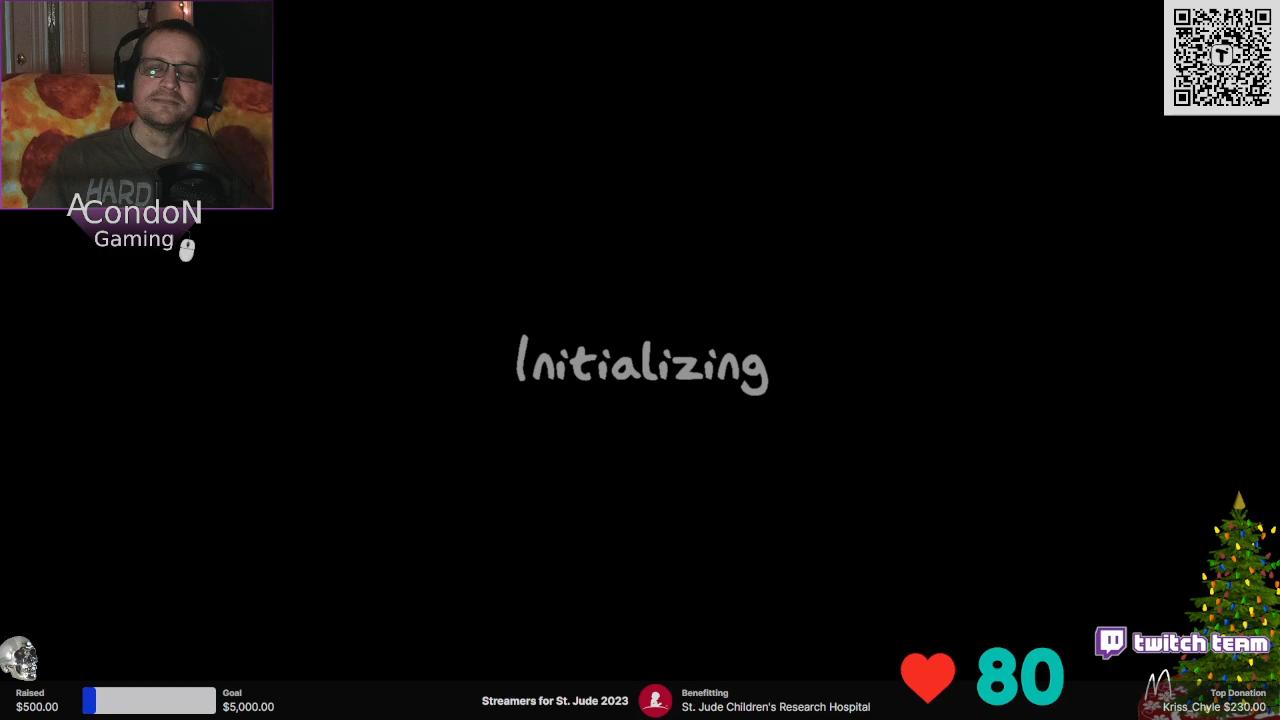 HARD
ACondoN
Gaming
Initializing
twitch team
80
Raised
$500.00
Goal
$5,000.00
Streamers for St. Jude 2023
Benefitting
St. Jude Children's Research Hospital
Top Donation
Kriss_Chyle $230.00